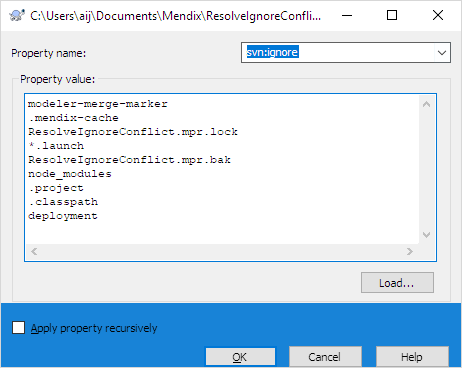 C:\Users\aij\Documents\Mendix\ResolveIgnoreConfli...
Property name:
svn:ignore
Property value:
modeler-merge-marker
.mendix-cache
ResolveIgnoreConflict.mpr.lock
*.launch
ResolveIgnoreConflict.mpr.bak
node_modules
.project
.classpath
deployment
Load...
Apply property recursively
OK
Cancel
Help